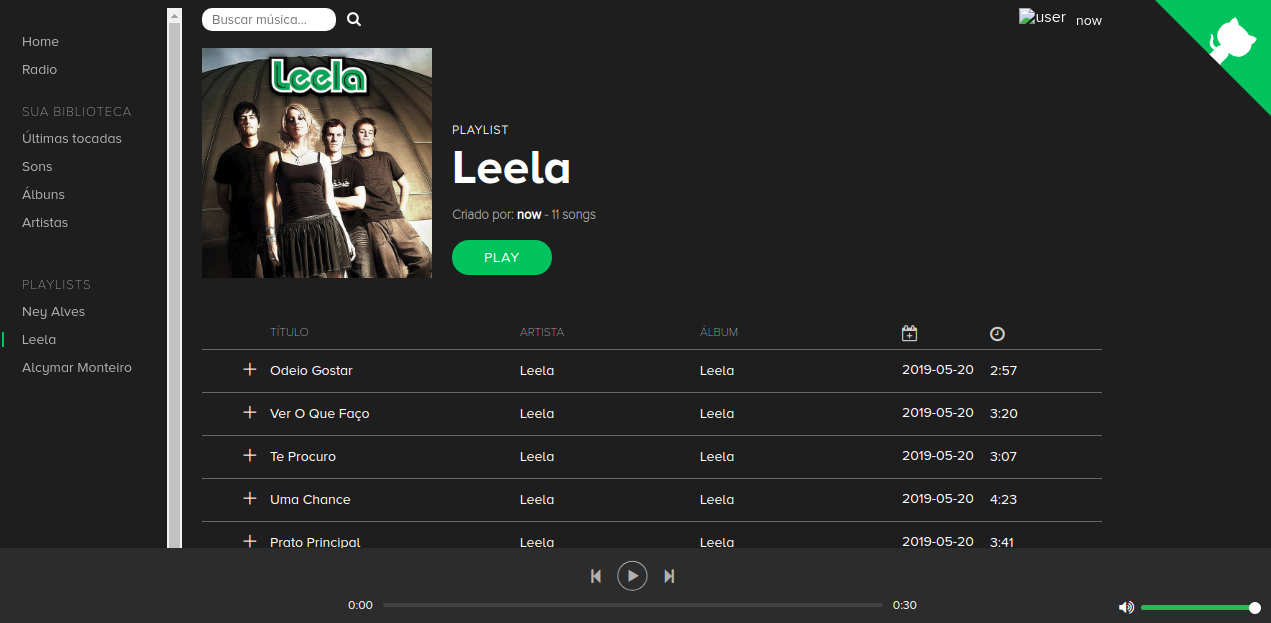 Buscar música...
user now
Home
Radio
SUA BIBLIOTECA
Últimas tocadas
Sons
Álbuns
Artistas
PLAYLISTS
Ney Alves
Leela
Alcymar Monteiro
Leela
PLAYLIST
Leela
Criado por: now - 11 songs
PLAY
TÍTULO ARTISTA ÁLBUM
Odeio Gostar Leela Leela 2019-05-20 2:57
Ver O Que Faço Leela Leela 2019-05-20 3:20
Te Procuro Leela Leela 2019-05-20 3:07
Uma Chance Leela Leela 2019-05-20 4:23
Prato Principal Leela Leela 2019-05-20 3:41
0:00 0:30